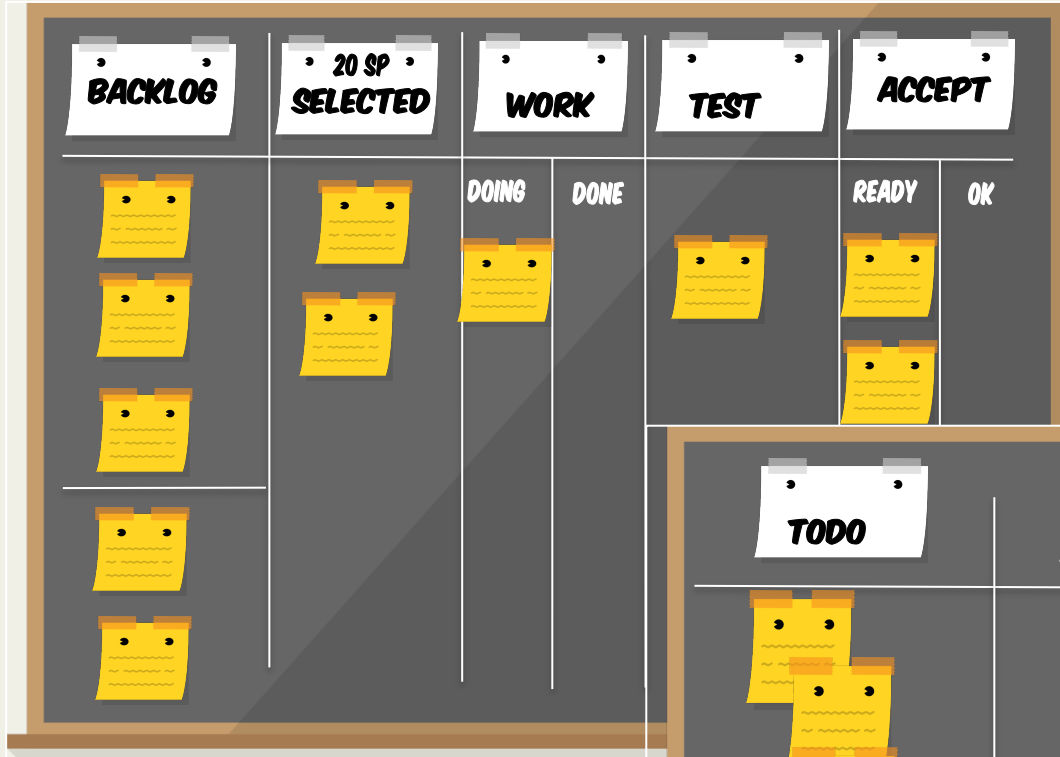 BACKLOG
20 SP
SELECTED
WORK
TEST
ACCEPT
DOING
DONE
READY
OK
TODO